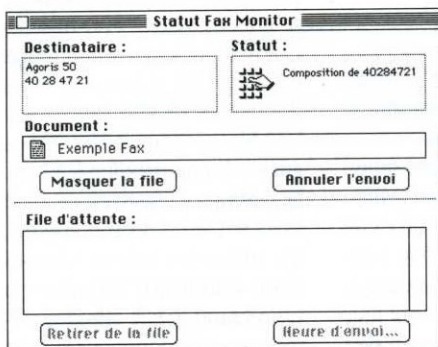 Statut Fax Monitor
Destinataire :
Statut :
Agoris 50
40 28 47 21
Composition de 40284721
Document :
Exemple Fax
Masquer la file
Annuler l'envoi
File d'attente :
Retirer de la file
Heure d'envoi...